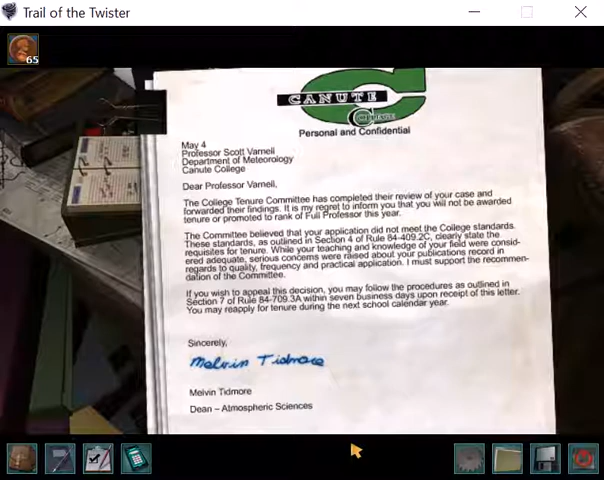 Trail of the Twister
65
CANUTE
COLLEGE
Personal and Confidential
May 4
Professor Scott Varnell
Department of Meteorology
Canute College
Dear Professor Varnell,
The College Tenure Committee has completed their review of your case and
forwarded their findings. It is my regret to inform you that you will not be awarded
tenure or promoted to rank of Full Professor this year.
The Committee believed that your application did not meet the College standards.
These standards, as outlined in Section 4 of Rule 84-409.2C, clearly state the
requisites for tenure. While your teaching and knowledge of your field were consid-
ered adequate, serious concerns were raised about your publications record in
regards to quality, frequency and practical application. I must support the recommen-
dation of the Committee.
If you wish to appeal this decision, you may follow the procedures as outlined in
Section 7 of Rule 84-709.3A within seven business days upon receipt of this letter.
You may reapply for tenure during the next school calendar year.
Sincerely,
Melvin Tidmore
Melvin Tidmore
Dean – Atmospheric Sciences